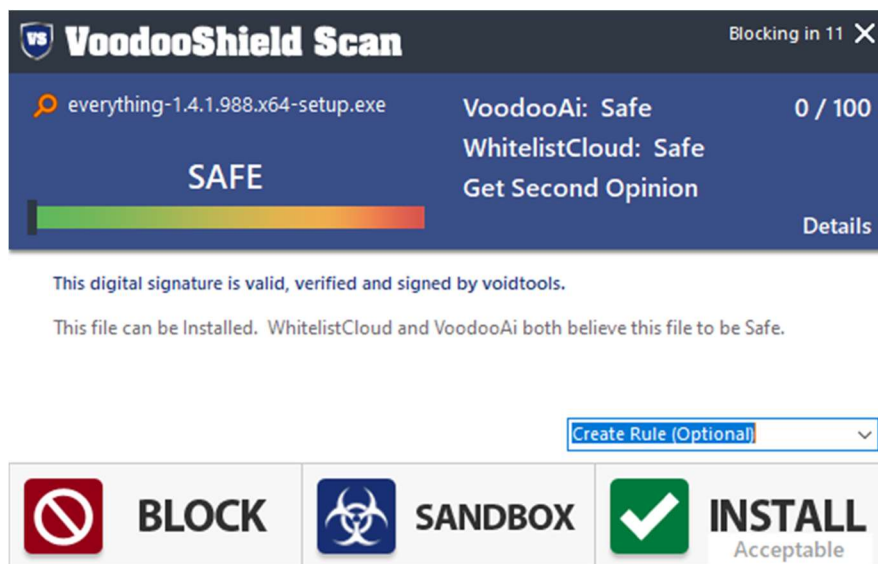 VS VoodooShield Scan Blocking in 11
everything-1.4.1.988.x64-setup.exe
SAFE
VoodooAi: Safe 0 / 100
WhitelistCloud: Safe
Get Second Opinion
Details
This digital signature is valid, verified and signed by voidtools.
This file can be Installed. WhitelistCloud and VoodooAi both believe this file to be Safe.
Create Rule (Optional)
BLOCK SANDBOX INSTALL
Acceptable